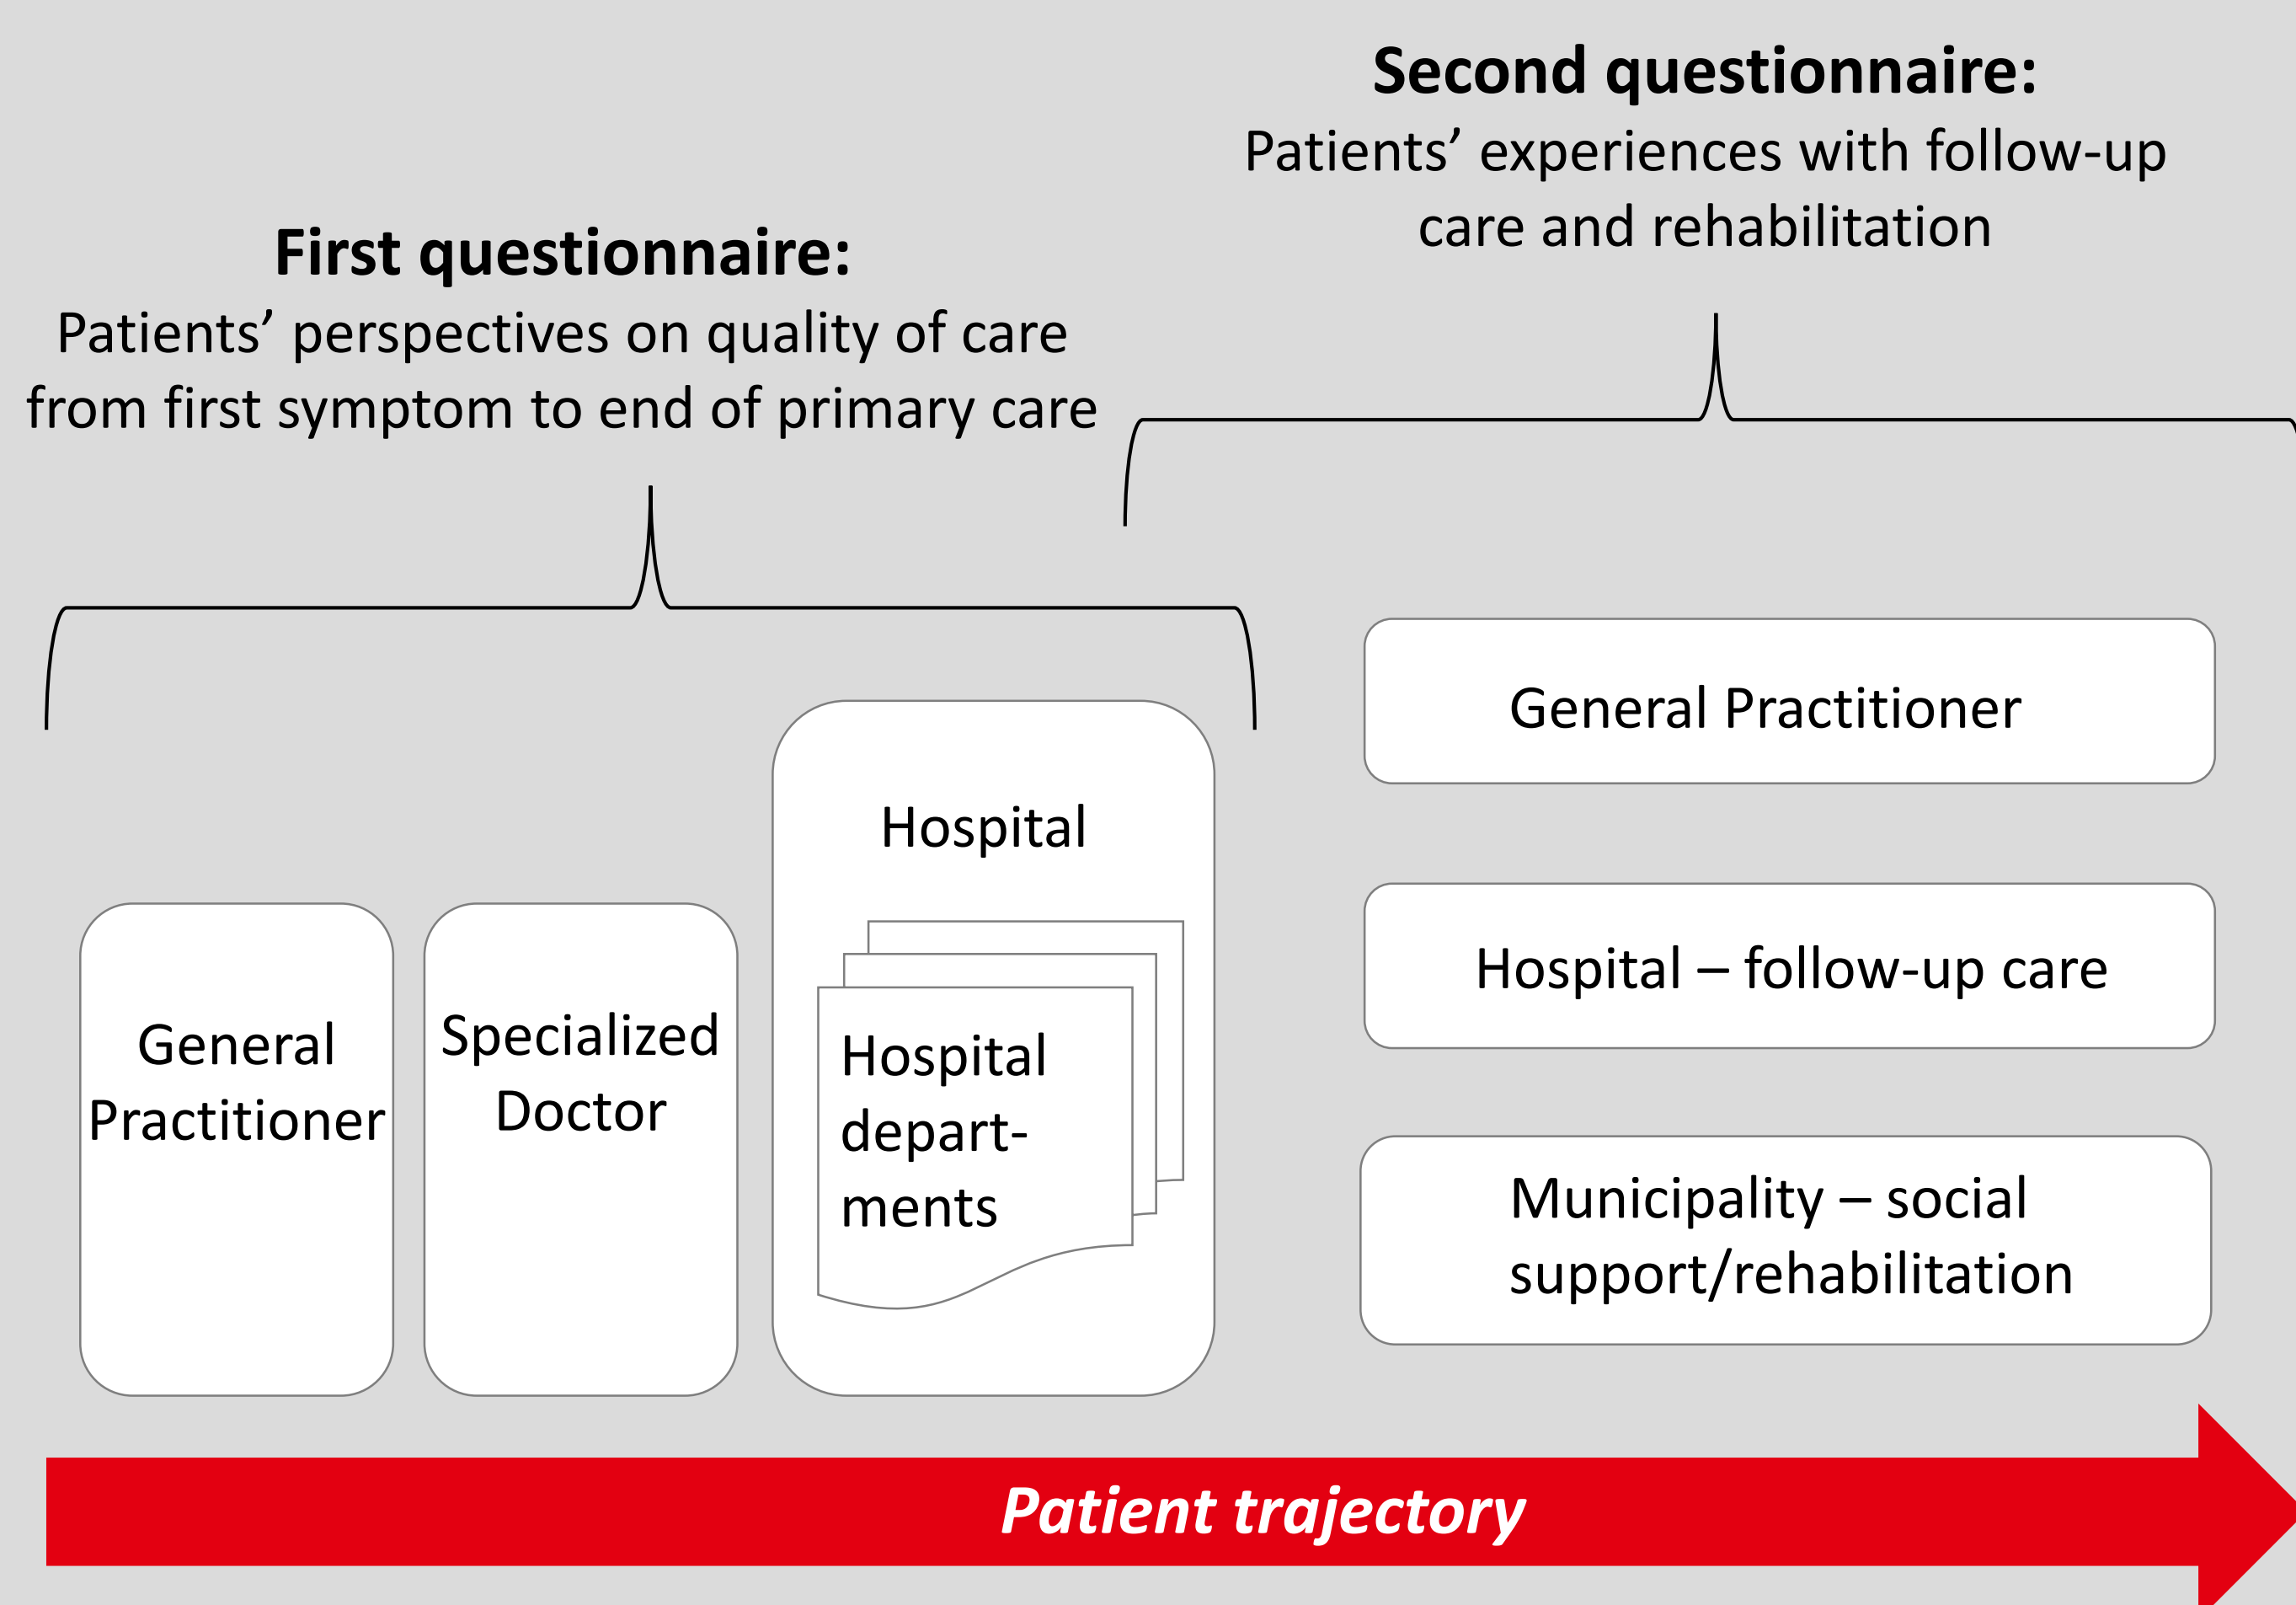 First questionnaire:
Patients’ perspectives on quality of care
from first symptom to end of primary care
Second questionnaire:
Patients’ experiences with follow-up
care and rehabilitation
General
Practitioner
Specialized
Doctor
Hospital
Hospital
depart-
ments
General Practitioner
Hospital – follow-up care
Municipality – social
support/rehabilitation
Patient trajectory